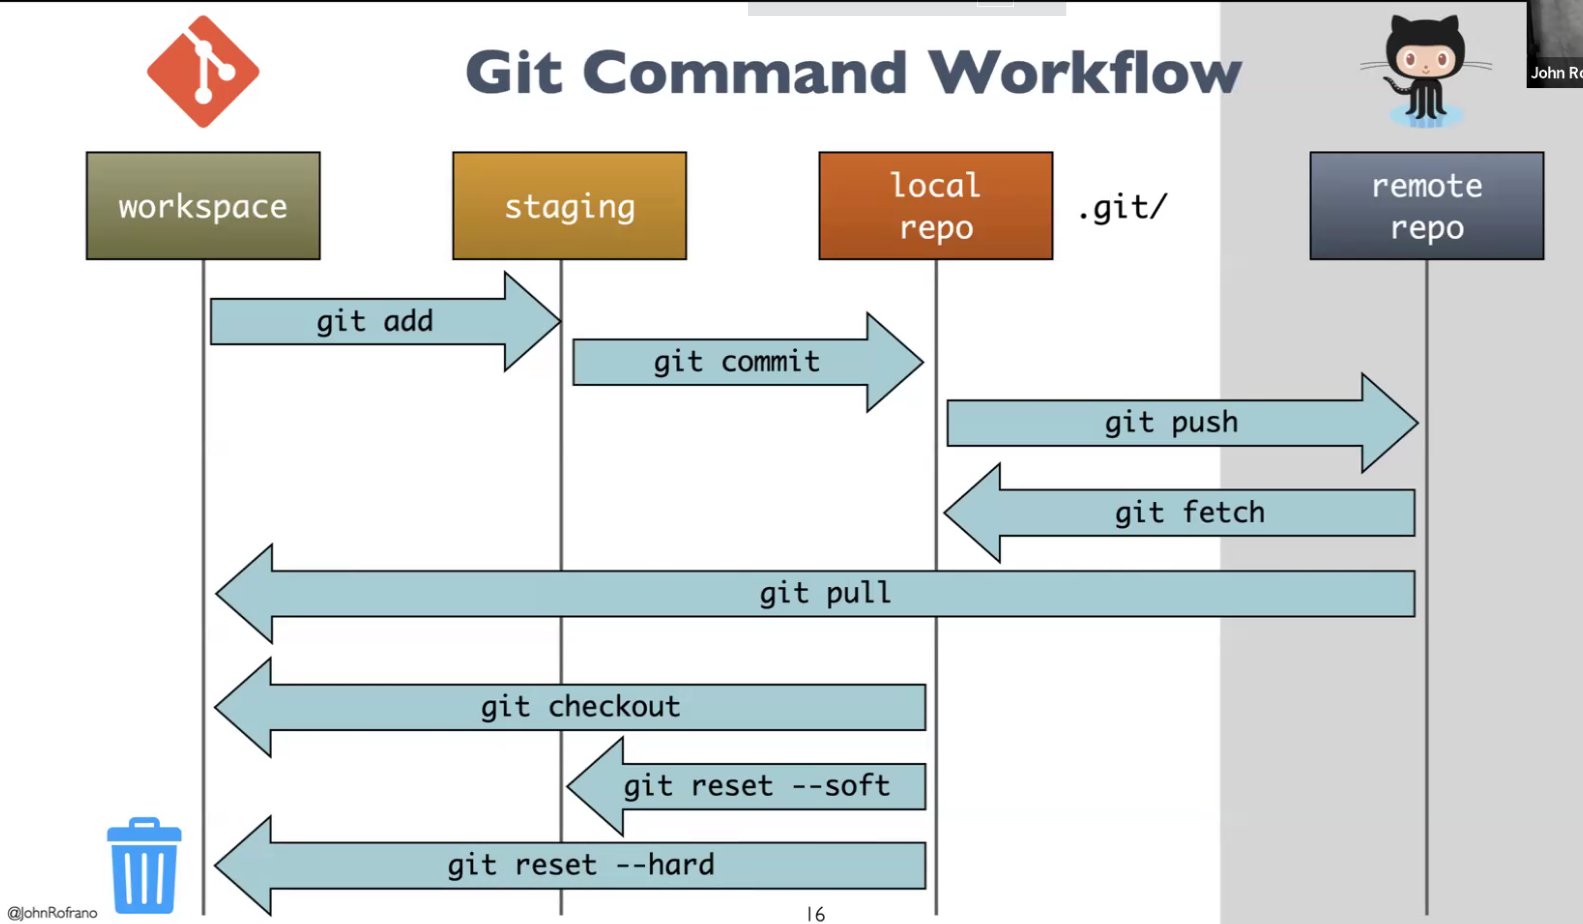 Git Command Workflow
John Ro
workspace
staging
local
repo
.git/
remote
repo
git add
git commit
git push
git fetch
git pull
git checkout
git reset --soft
git reset --hard
@JohnRofrano
16